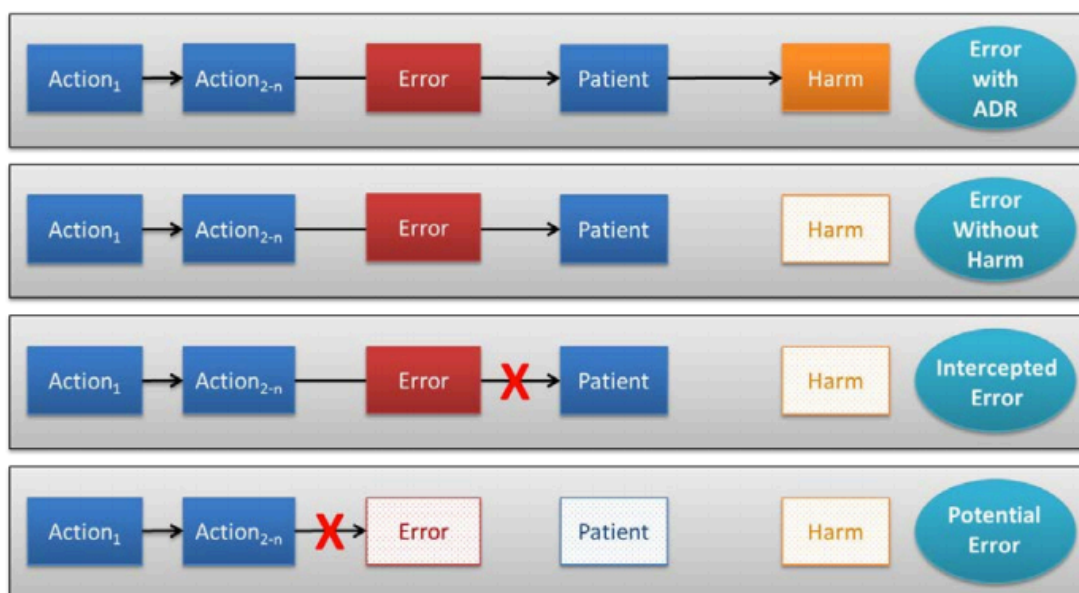 Action₁ Action₂₋ₙ Error Patient Harm
Error
with
ADR
Action₁ Action₂₋ₙ Error Patient Harm
Error
Without
Harm
Action₁ Action₂₋ₙ Error X Patient Harm
Intercepted
Error
Action₁ Action₂₋ₙ X Error Patient Harm
Potential
Error